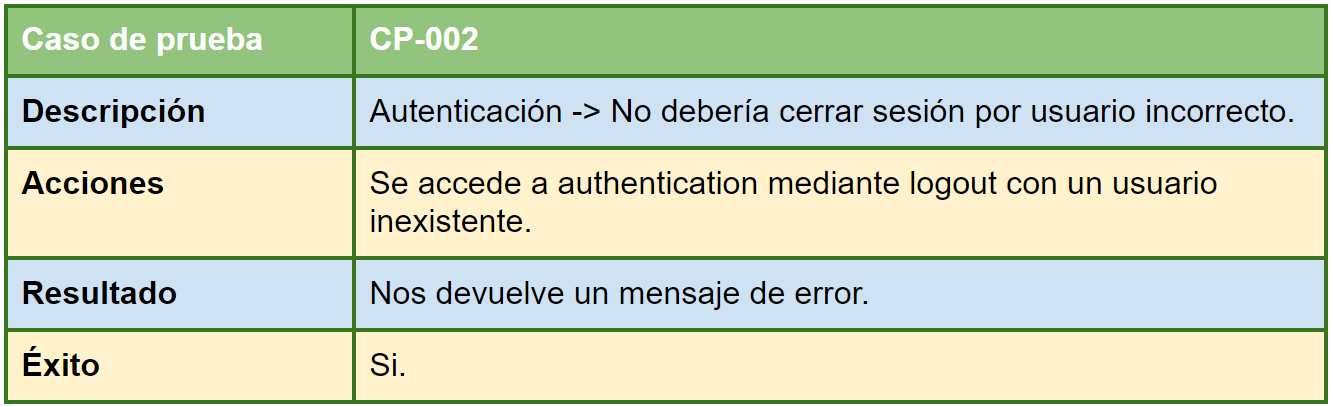 Caso de prueba CP-002
Descripción Autenticación -> No debería cerrar sesión por usuario incorrecto.
Acciones Se accede a authentication mediante logout con un usuario
inexistente.
Resultado Nos devuelve un mensaje de error.
Éxito Si.